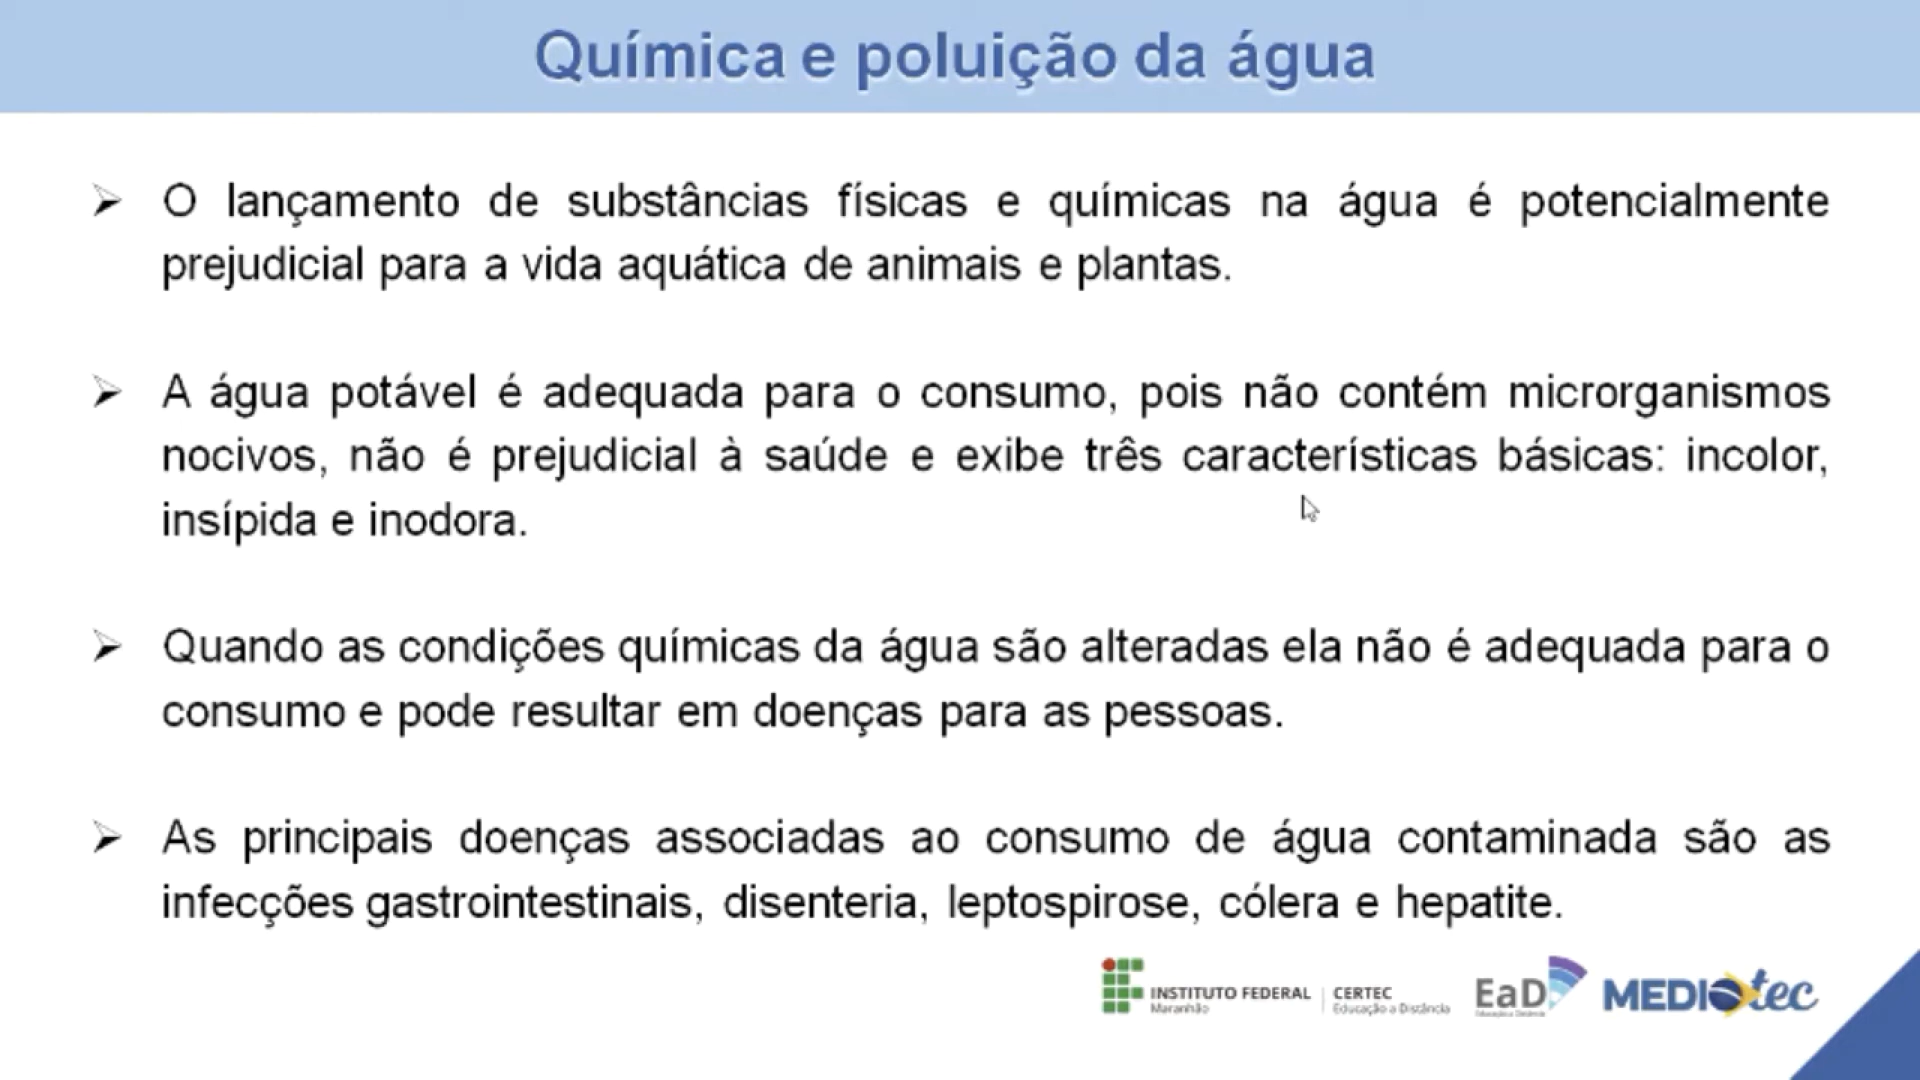 Química e poluição da água
O lançamento de substâncias físicas e químicas na água é potencialmente
prejudicial para a vida aquática de animais e plantas.
A água potável é adequada para o consumo, pois não contém microrganismos
nocivos, não é prejudicial à saúde e exibe três características básicas: incolor,
insípida e inodora.
Quando as condições químicas da água são alteradas ela não é adequada para o
consumo e pode resultar em doenças para as pessoas.
As principais doenças associadas ao consumo de água contaminada são as
infecções gastrointestinais, disenteria, leptospirose, cólera e hepatite.
INSTITUTO FEDERAL
Maranhão
CERTEC
Educação a Distância
EaD
Educação a Distância
MEDIOtec